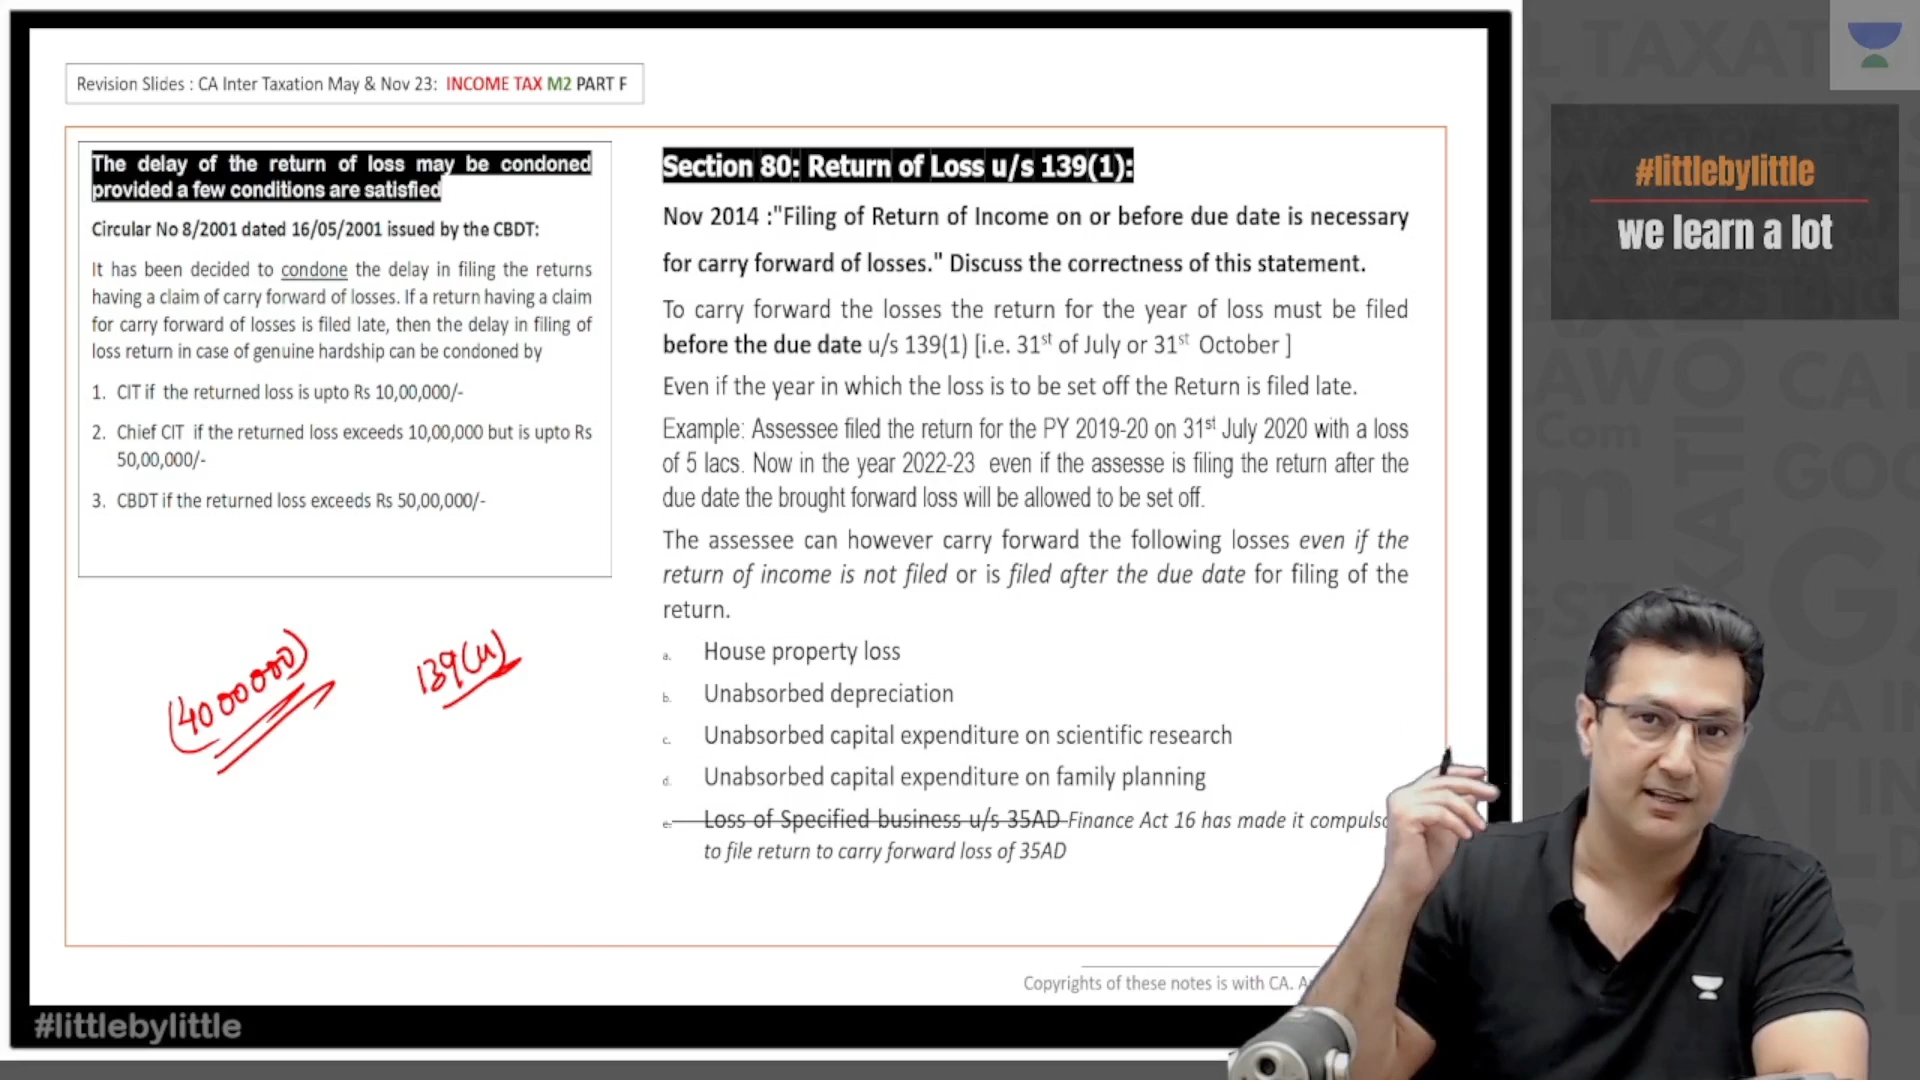 Revision Slides : CA Inter Taxation May & Nov 23: INCOME TAX M2 PART F
The delay of the return of loss may be condoned
provided a few conditions are satisfied
Circular No 8/2001 dated 16/05/2001 issued by the CBDT:
It has been decided to condone the delay in filing the returns
having a claim of carry forward of losses. If a return having a claim
for carry forward of losses is filed late, then the delay in filing of
loss return in case of genuine hardship can be condoned by
1. CIT if the returned loss is upto Rs 10,00,000/-
2. Chief CIT if the returned loss exceeds 10,00,000 but is upto Rs
50,00,000/-
3. CBDT if the returned loss exceeds Rs 50,00,000/-
(4000000)
139(4)
Section 80: Return of Loss u/s 139(1):
Nov 2014 :"Filing of Return of Income on or before due date is necessary
for carry forward of losses." Discuss the correctness of this statement.
To carry forward the losses the return for the year of loss must be filed
before the due date u/s 139(1) [i.e. 31st of July or 31st October ]
Even if the year in which the loss is to be set off the Return is filed late.
Example: Assessee filed the return for the PY 2019-20 on 31st July 2020 with a loss
of 5 lacs. Now in the year 2022-23 even if the assesse is filing the return after the
due date the brought forward loss will be allowed to be set off.
The assessee can however carry forward the following losses even if the
return of income is not filed or is filed after the due date for filing of the
return.
a. House property loss
b. Unabsorbed depreciation
c. Unabsorbed capital expenditure on scientific research
d. Unabsorbed capital expenditure on family planning
e. Loss of Specified business u/s 35AD Finance Act 16 has made it compulso
to file return to carry forward loss of 35AD
Copyrights of these notes is with CA.
#littlebylittle
#littlebylittle
we learn a lot